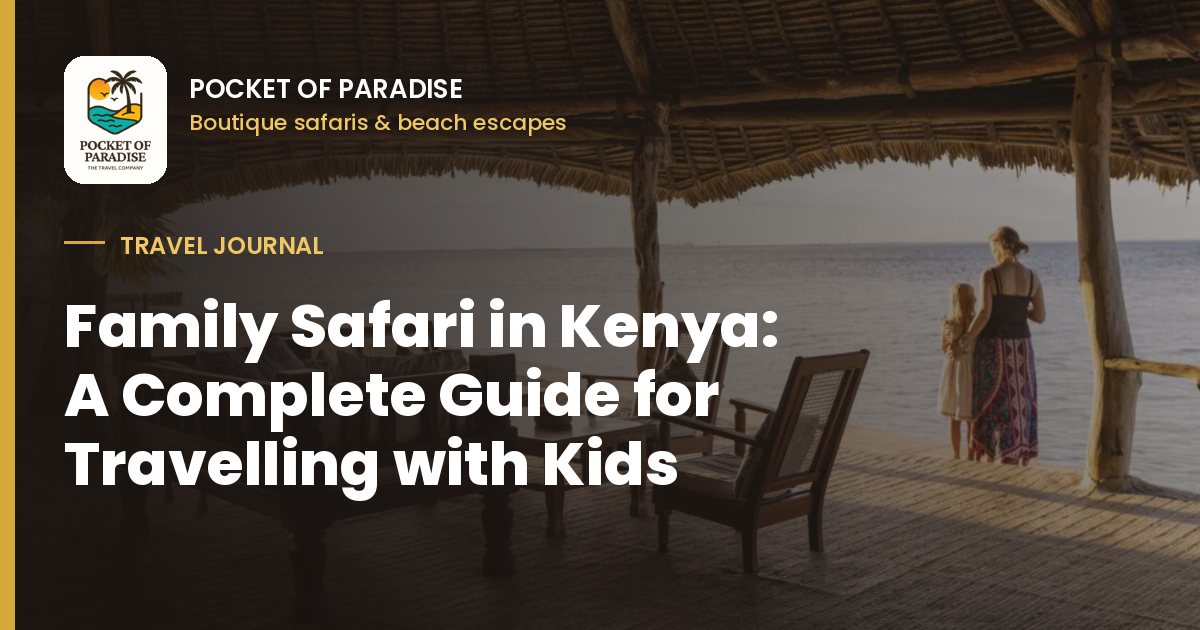 POCKET OF PARADISE
Boutique safaris & beach escapes
POCKET OF
PARADISE
THE TRAVEL COMPANY
TRAVEL JOURNAL
Family Safari in Kenya:
A Complete Guide for
Travelling with Kids